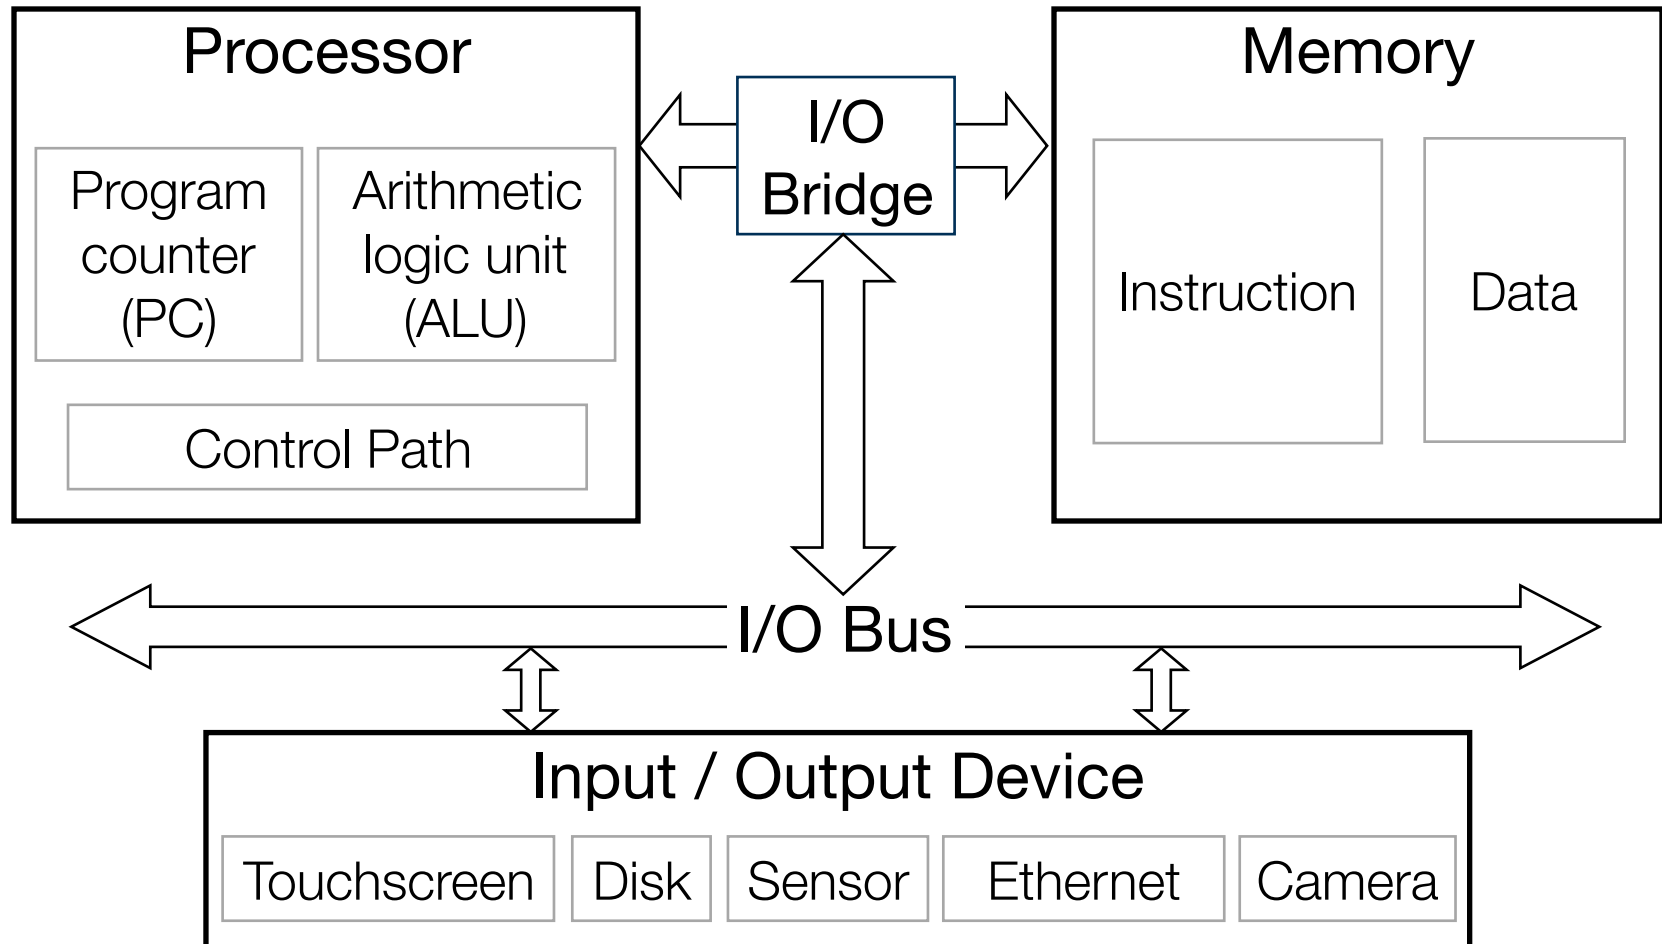 Processor
Program
counter
(PC)
Arithmetic
logic unit
(ALU)
Control Path
I/O
Bridge
Memory
Instruction
Data
I/O Bus
Input / Output Device
Touchscreen
Disk
Sensor
Ethernet
Camera